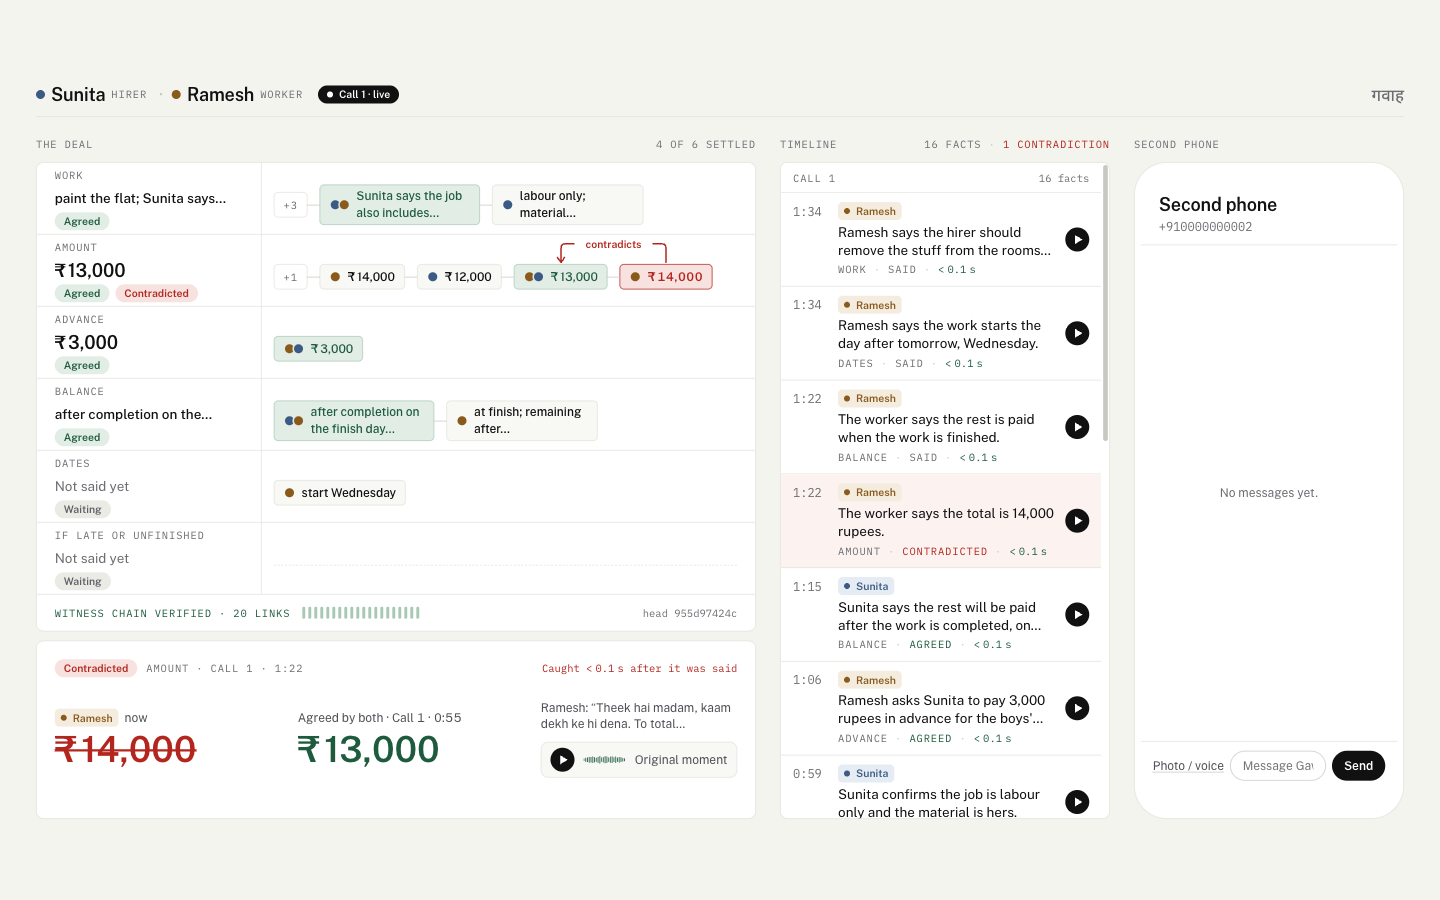 Sunita HIRER · Ramesh WORKER Call 1 · live
गवाह
THE DEAL 4 OF 6 SETTLED
WORK
paint the flat; Sunita says...
Agreed
+3
Sunita says the job
also includes...
labour only;
material...
AMOUNT
₹13,000
Agreed Contradicted
contradicts
+1 ₹14,000 ₹12,000 ₹13,000 ₹14,000
ADVANCE
₹3,000
Agreed
₹3,000
BALANCE
after completion on the...
Agreed
after completion on
the finish day...
at finish; remaining
after...
DATES
Not said yet
Waiting
start Wednesday
IF LATE OR UNFINISHED
Not said yet
Waiting
WITNESS CHAIN VERIFIED · 20 LINKS head 955d97424c
Contradicted AMOUNT · CALL 1 · 1:22 Caught <0.1 s after it was said
Ramesh now
₹14,000
Agreed by both · Call 1 · 0:55
₹13,000
Ramesh: “Theek hai madam, kaam
dekh ke hi dena. To total...
Original moment
TIMELINE 16 FACTS · 1 CONTRADICTION
CALL 1 16 facts
1:34 Ramesh
Ramesh says the hirer should
remove the stuff from the rooms...
WORK · SAID · <0.1 s
1:34 Ramesh
Ramesh says the work starts the
day after tomorrow, Wednesday.
DATES · SAID · <0.1 s
1:22 Ramesh
The worker says the rest is paid
when the work is finished.
BALANCE · SAID · <0.1 s
1:22 Ramesh
The worker says the total is 14,000
rupees.
AMOUNT · CONTRADICTED · <0.1 s
1:15 Sunita
Sunita says the rest will be paid
after the work is completed, on...
BALANCE · AGREED · <0.1 s
1:06 Ramesh
Ramesh asks Sunita to pay 3,000
rupees in advance for the boys'...
ADVANCE · AGREED · <0.1 s
0:59 Sunita
Sunita confirms the job is labour
only and the material is hers.
SECOND PHONE
Second phone
+910000000002
No messages yet.
Photo / voice Message Gav Send